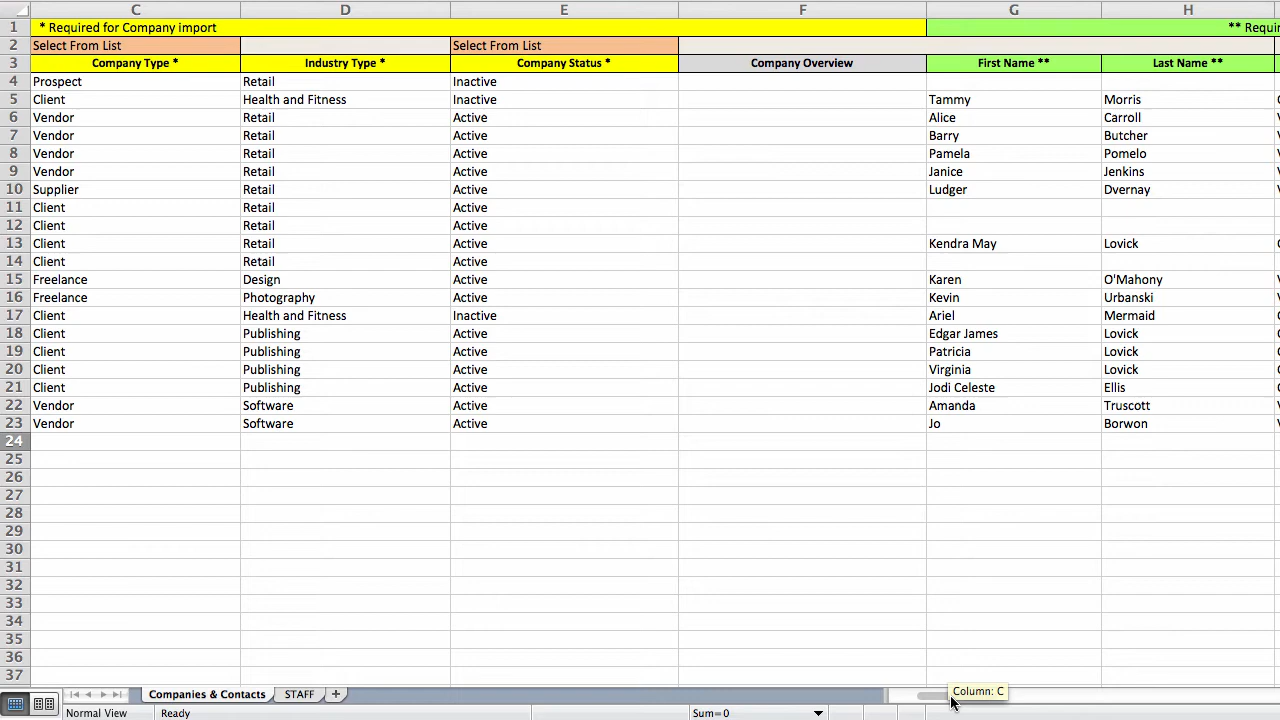 C D E F G H
1 * Required for Company import ** Requir
2 Select From List Select From List
3 Company Type * Industry Type * Company Status * Company Overview First Name ** Last Name **
4 Prospect Retail Inactive
5 Client Health and Fitness Inactive Tammy Morris
6 Vendor Retail Active Alice Carroll
7 Vendor Retail Active Barry Butcher
8 Vendor Retail Active Pamela Pomelo
9 Vendor Retail Active Janice Jenkins
10 Supplier Retail Active Ludger Dvernay
11 Client Retail Active
12 Client Retail Active
13 Client Retail Active Kendra May Lovick
14 Client Retail Active
15 Freelance Design Active Karen O'Mahony
16 Freelance Photography Active Kevin Urbanski
17 Client Health and Fitness Inactive Ariel Mermaid
18 Client Publishing Active Edgar James Lovick
19 Client Publishing Active Patricia Lovick
20 Client Publishing Active Virginia Lovick
21 Client Publishing Active Jodi Celeste Ellis
22 Vendor Software Active Amanda Truscott
23 Vendor Software Active Jo Borwon
24
25
26
27
28
29
30
31
32
33
34
35
36
37
Companies & Contacts STAFF + Column: C
Normal View Ready Sum=0